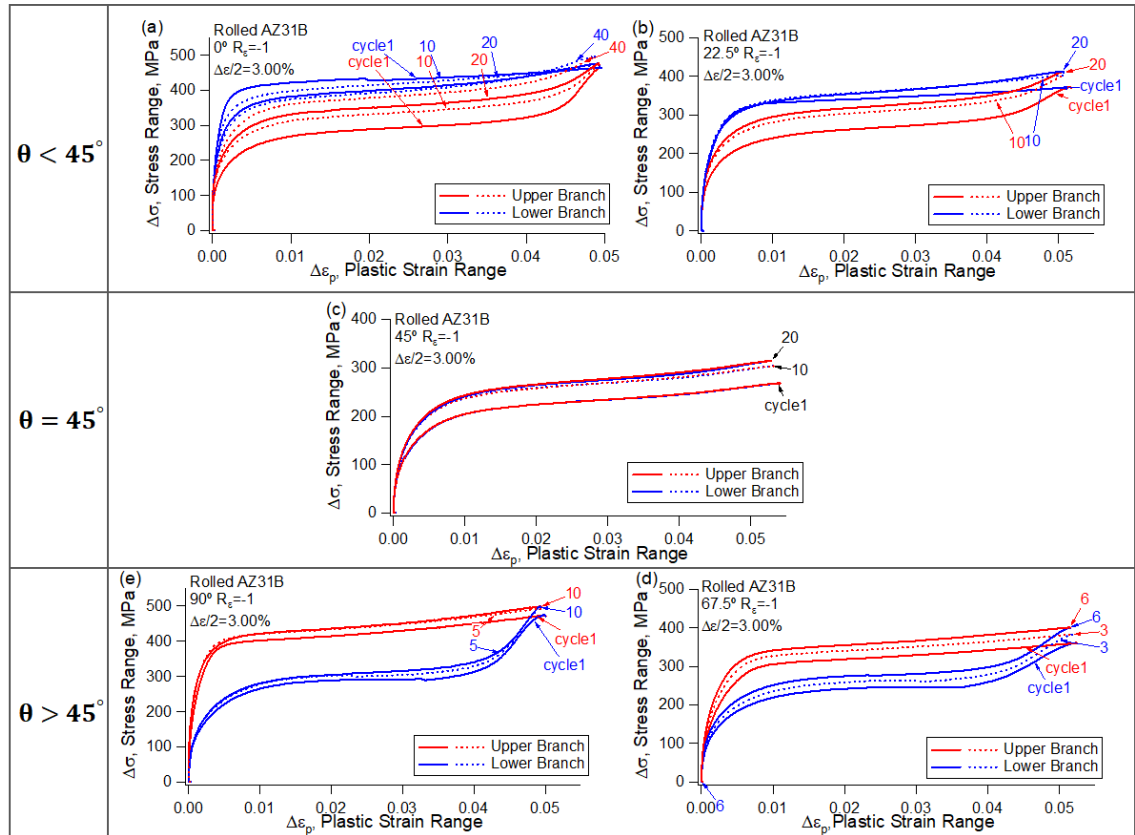 θ < 45°
(a)
Rolled AZ31B
0° Rε=-1
Δε/2=3.00%
cycle1
10
20
40
cycle1
10
20
40
500
400
300
200
100
0
Δσ, Stress Range, MPa
Upper Branch
Lower Branch
0.00 0.01 0.02 0.03 0.04 0.05
Δεp, Plastic Strain Range
(b)
Rolled AZ31B
22.5° Rε=-1
Δε/2=3.00%
20
20
cycle1
10
10
500
400
300
200
100
0
Δσ, Stress Range, MPa
Upper Branch
Lower Branch
0.00 0.01 0.02 0.03 0.04 0.05
Δεp, Plastic Strain Range
θ = 45°
(c)
Rolled AZ31B
45° Rε=-1
Δε/2=3.00%
20
10
cycle1
400
300
200
100
0
Δσ, Stress Range, MPa
Upper Branch
Lower Branch
0.00 0.01 0.02 0.03 0.04 0.05
Δεp, Plastic Strain Range
θ > 45°
(e)
Rolled AZ31B
90° Rε=-1
Δε/2=3.00%
10
10
5
5
cycle1
cycle1
500
400
300
200
100
0
Δσ, Stress Range, MPa
Upper Branch
Lower Branch
0.00 0.01 0.02 0.03 0.04 0.05
Δεp, Plastic Strain Range
(d)
Rolled AZ31B
67.5° Rε=-1
Δε/2=3.00%
6
6
3
3
cycle1
cycle1
500
400
300
200
100
0
Δσ, Stress Range, MPa
Upper Branch
Lower Branch
6
0.00 0.01 0.02 0.03 0.04 0.05
Δεp, Plastic Strain Range